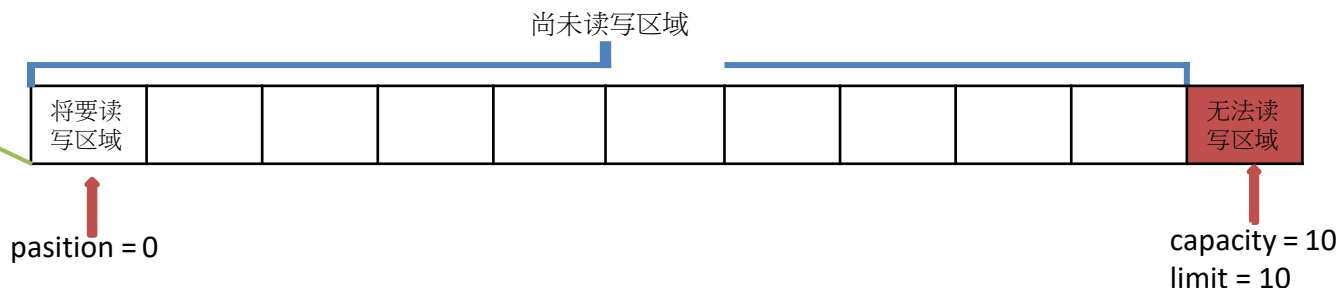 尚未读写区域
将要读
写区域
无法读
写区域
pasition = 0
capacity = 10
limit = 10